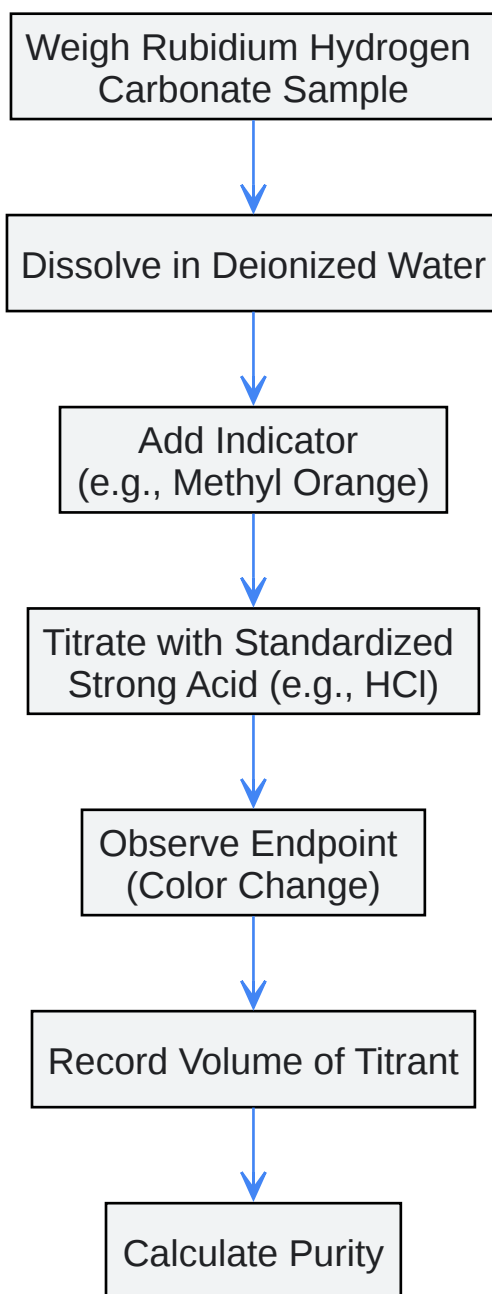 Weigh Rubidium Hydrogen
Carbonate Sample
Dissolve in Deionized Water
Add Indicator
(e.g., Methyl Orange)
Titrate with Standardized
Strong Acid (e.g., HCl)
Observe Endpoint
(Color Change)
Record Volume of Titrant
Calculate Purity